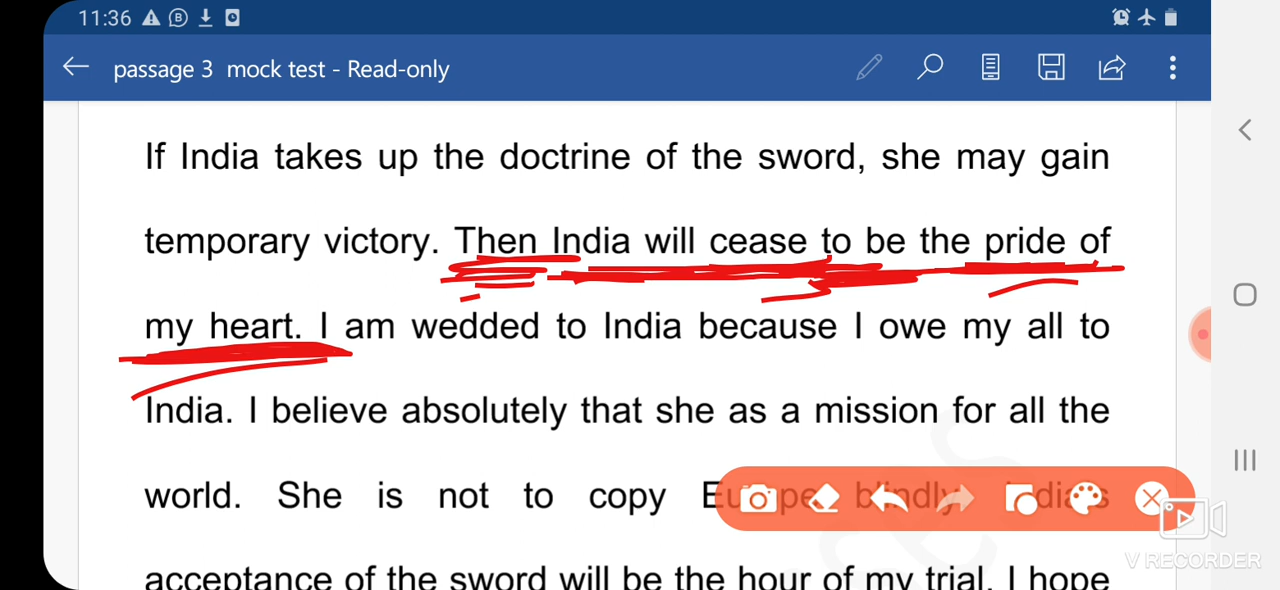 11:36
passage 3 mock test - Read-only
If India takes up the doctrine of the sword, she may gain
temporary victory. Then India will cease to be the pride of
my heart. I am wedded to India because I owe my all to
India. I believe absolutely that she as a mission for all the
world. She is not to copy Europe blindly India's
acceptance of the sword will be the hour of my trial. I hope
V RECORDER